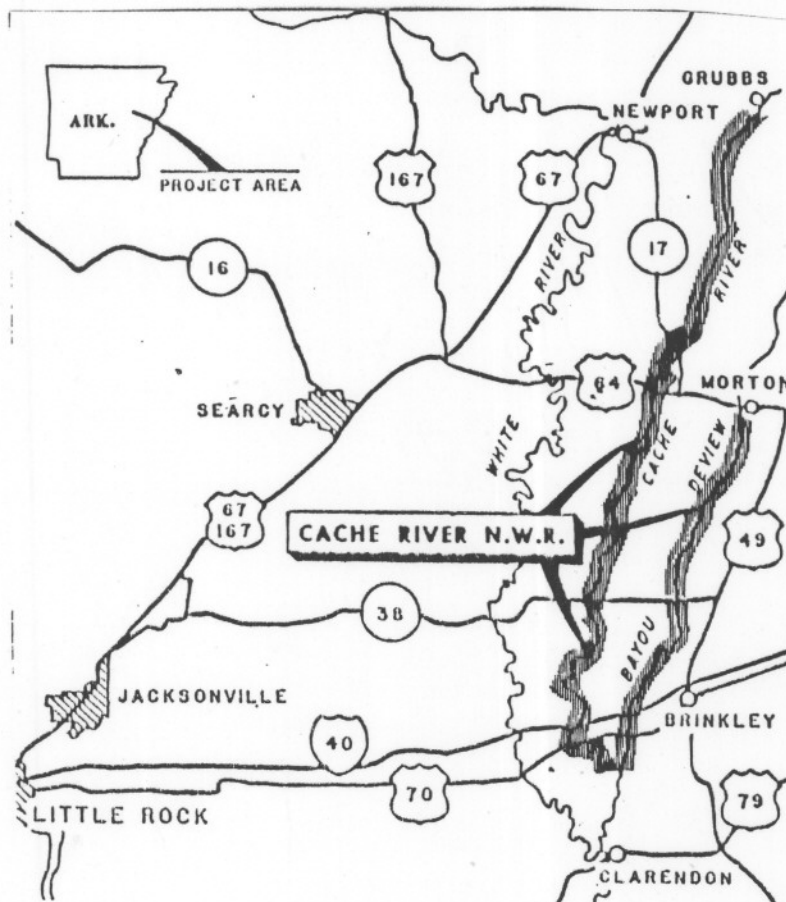 GRUBBS
NEWPORT
ARK.
PROJECT AREA
167
67
16
RIVER
17
RIVER
64
MORTON
SEARCY
WHITE
CACHE
DEVIEW
67
167
CACHE RIVER N.W.R.
49
38
BAYOU
JACKSONVILLE
BRINKLEY
40
70
79
LITTLE ROCK
CLARENDON